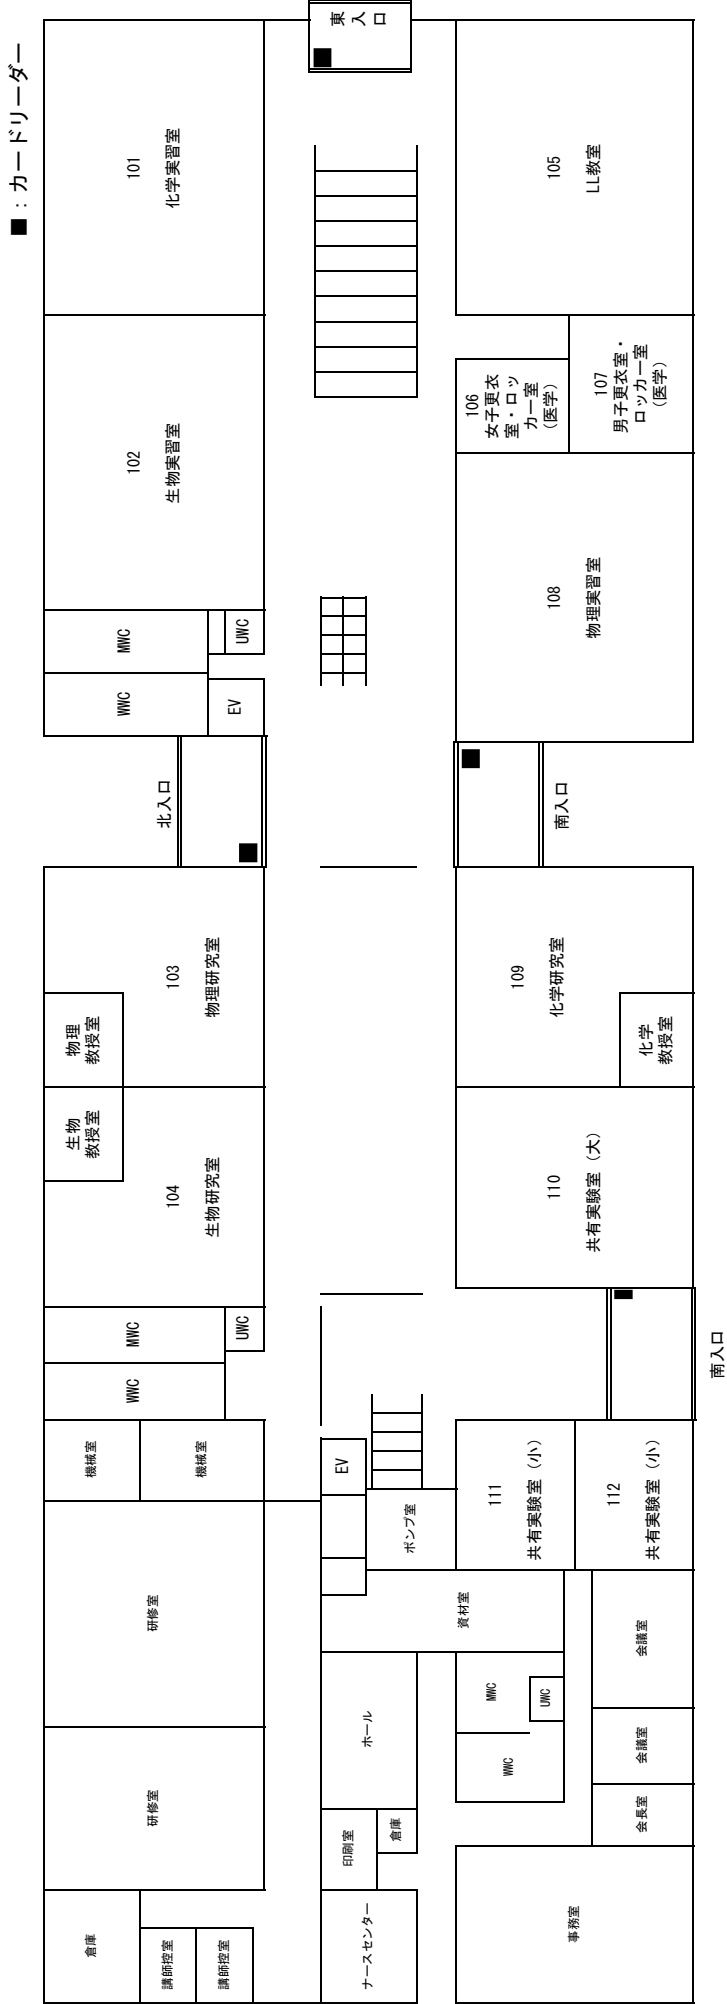 ■：カードリーダー
東
入
口
101
化学実習室
105
LL教室
102
生物実習室
106
女子更衣
室・ロッ
カー室
（医学）
107
男子更衣室・
ロッカー室
（医学）
108
物理実習室
MWC
UWC
WWC
EV
北入口
南入口
103
物理研究室
物理
教授室
109
化学研究室
化学
教授室
生物
教授室
104
生物研究室
110
共有実験室（大）
MWC
UWC
WWC
南入口
機械室
機械室
EV
ポンプ室
111
共有実験室（小）
112
共有実験室（小）
研修室
資材室
会議室
ホール
MWC
UWC
WWC
会議室
研修室
印刷室
倉庫
会長室
倉庫
講師控室
講師控室
ナースセンター
事務室